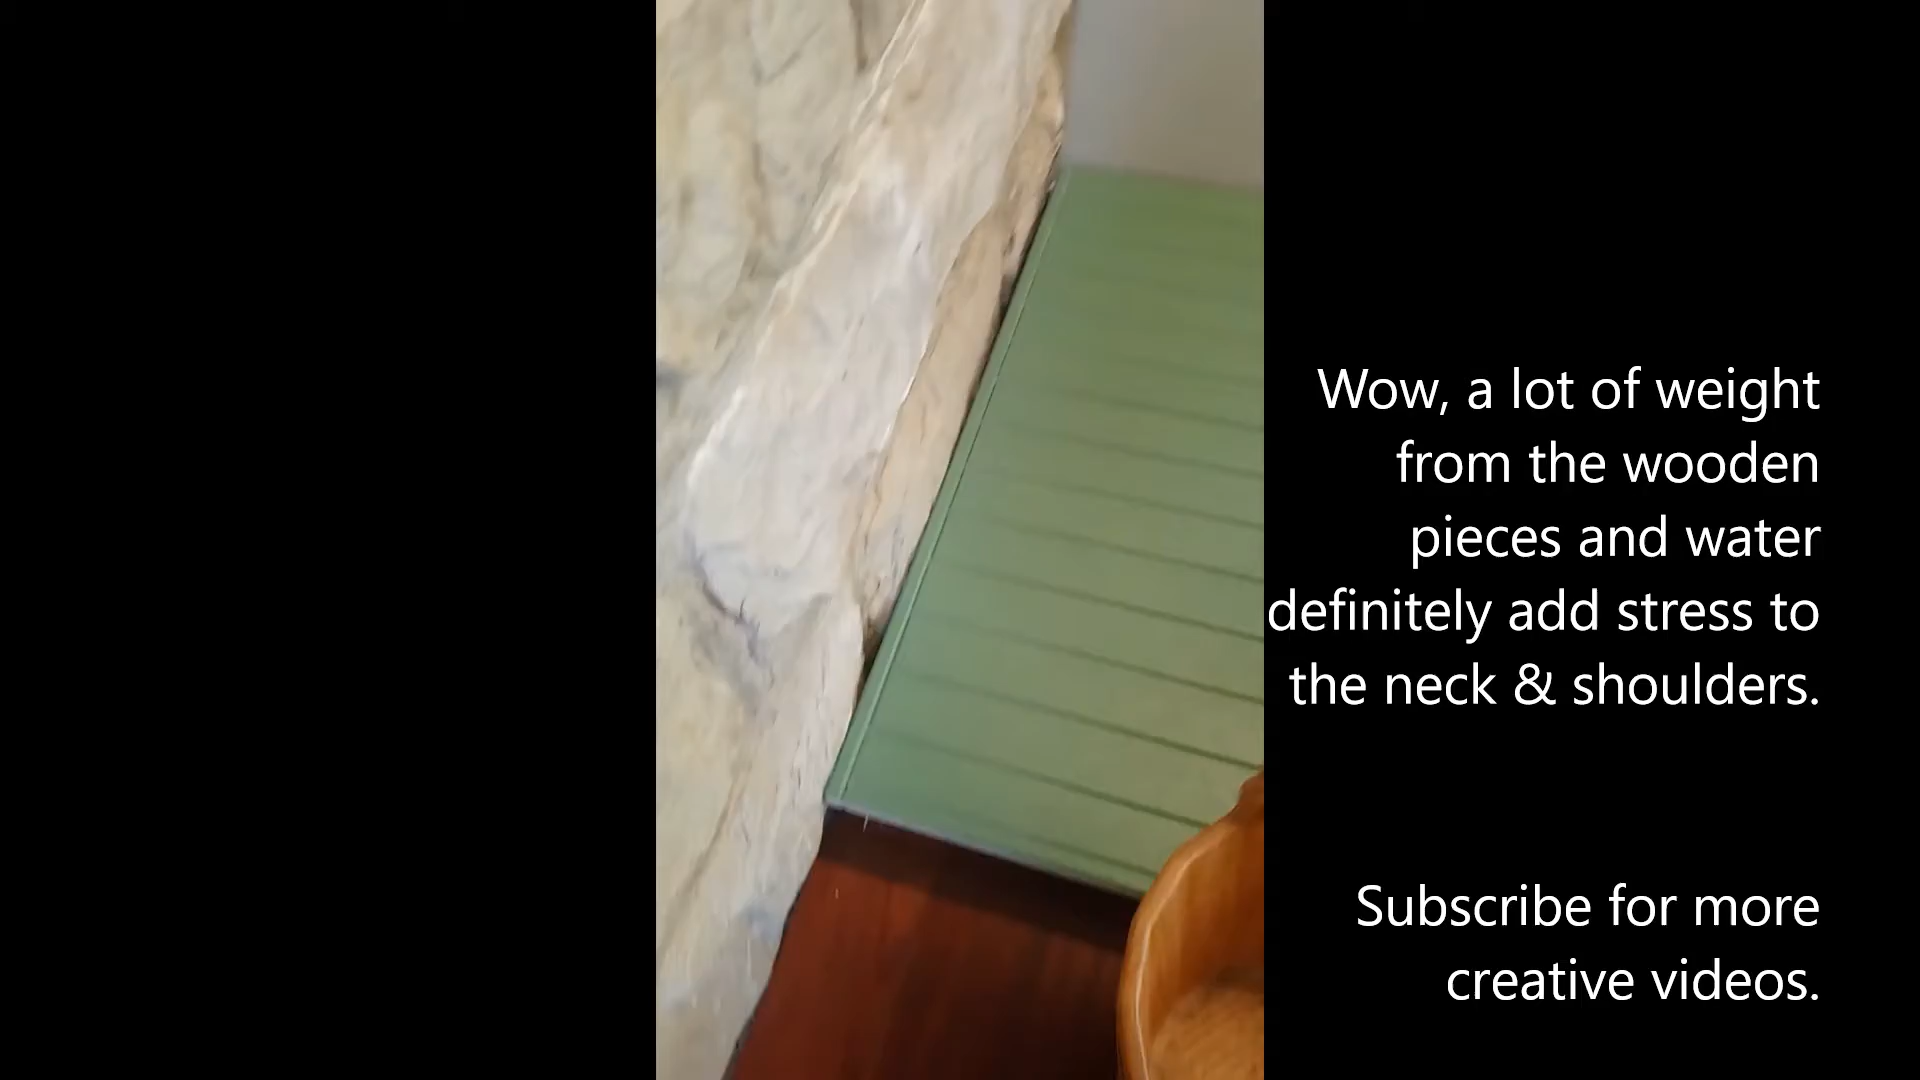 Wow, a lot of weight
from the wooden
pieces and water
definitely add stress to
the neck & shoulders.
Subscribe for more
creative videos.